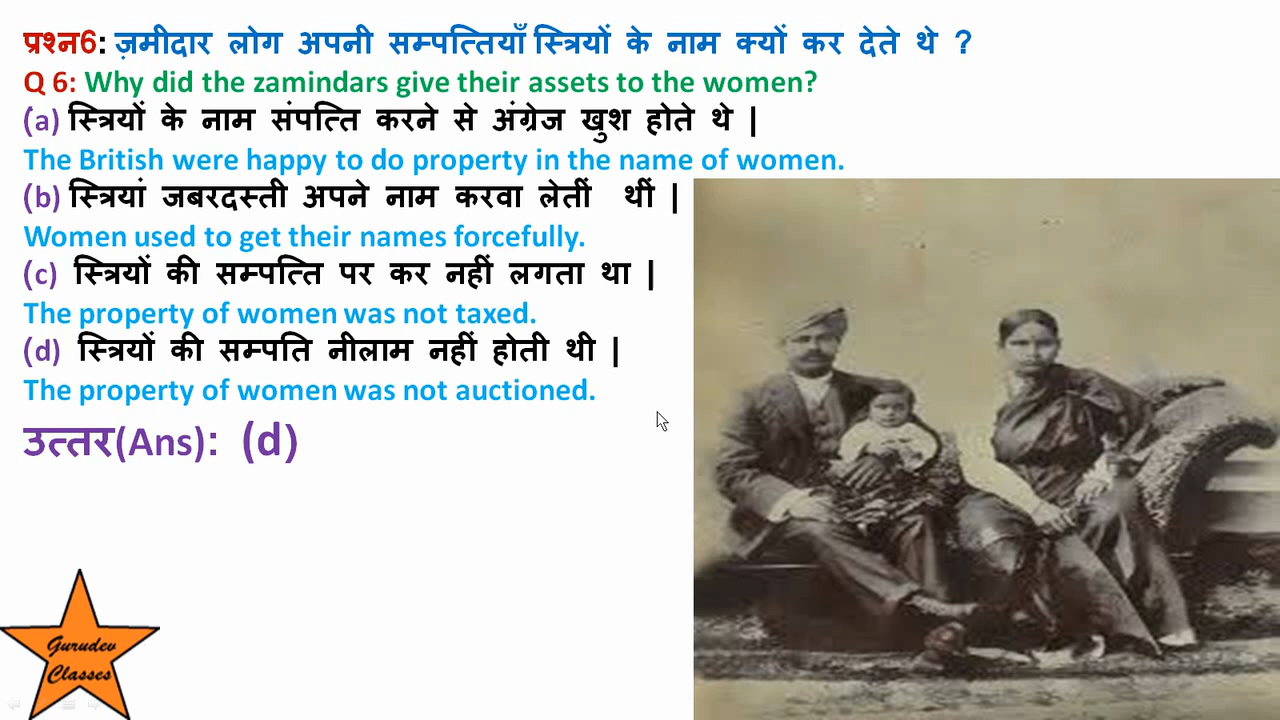 प्रश्न6: ज़मीदार लोग अपनी सम्पत्तियाँ स्त्रियों के नाम क्यों कर देते थे ?
Q 6: Why did the zamindars give their assets to the women?
(a) स्त्रियों के नाम संपत्ति करने से अंग्रेज खुश होते थे |
The British were happy to do property in the name of women.
(b) स्त्रियां जबरदस्ती अपने नाम करवा लेतीं थीं |
Women used to get their names forcefully.
(c) स्त्रियों की सम्पत्ति पर कर नहीं लगता था |
The property of women was not taxed.
(d) स्त्रियों की सम्पति नीलाम नहीं होती थी |
The property of women was not auctioned.
उत्तर(Ans): (d)
Gurudev
Classes